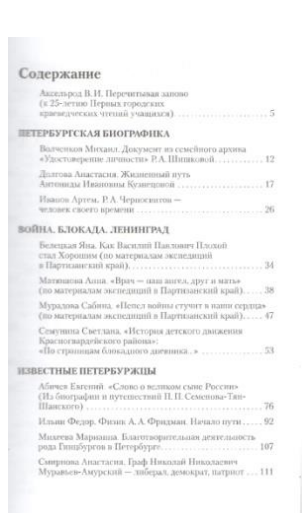 Содержание
Аксельрод В.И. Перечитывая заново
(к 25-летию Первых городских
краеведческих чтений учащихся) ..... 5
ПЕТЕРБУРГСКАЯ БИОГРАФИКА
Волченков Михаил. Документ из семейного архива
«Удостоверение личности» Р. А. Шишковой ..... 12
Долгова Анастасия. Жизненный путь
Антониды Ивановны Кузнецовой ..... 17
Иванов Артем. Р. А. Черносвитов —
человек своего времени ..... 26
ВОЙНА. БЛОКАДА. ЛЕНИНГРАД
Белецкая Яна. Как Василий Павлович Плохой
стал Хорошим (по материалам экспедиций
в Партизанский край) ..... 34
Матвиашова Анна. «Врач — наш ангел, друг и мать»
(по материалам экспедиций в Партизанский край) ..... 38
Мурадова Сабина. «Пепел войны стучит в наши сердца»
(по материалам экспедиций в Партизанский край) ..... 47
Семушина Светлана. «История детского движения
Красногвардейского района»:
«По страницам блокадного дневника..» ..... 53
ИЗВЕСТНЫЕ ПЕТЕРБУРЖЦЫ
Абичев Евгений. «Слово о великом сыне России»
(Из биографии и путешествий П. П. Семенова-Тян-
Шанского) ..... 76
Ильин Федор. Физик А. А. Фридман. Начало пути ..... 92
Михеева Марианна. Благотворительная деятельность
рода Гинцбургов в Петербурге ..... 107
Смирнова Анастасия. Граф Николай Николаевич
Муравьев-Амурский — либерал, демократ, патриот ... 111